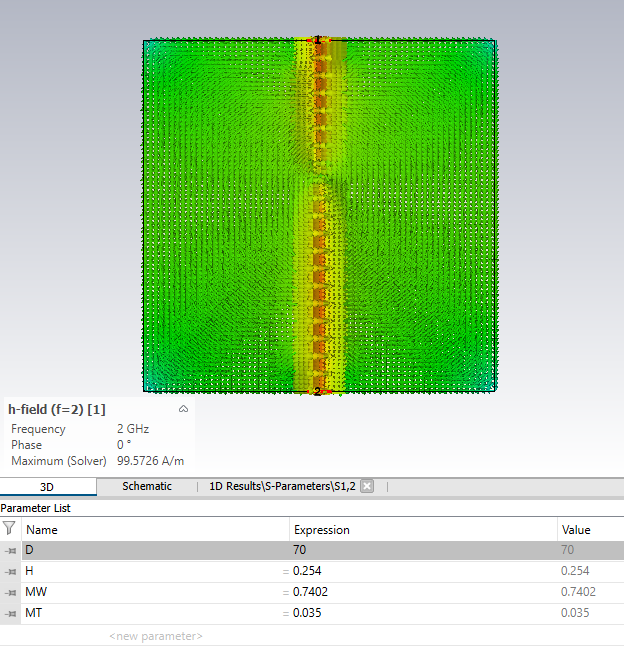 1
2
h-field (f=2) [1]
Frequency 2 GHz
Phase 0 °
Maximum (Solver) 99.5726 A/m
3D Schematic 1D Results\S-Parameters\S1,2
Parameter List
Name Expression Value
D 70 70
H = 0.254 0.254
MW = 0.7402 0.7402
MT = 0.035 0.035
<new parameter>